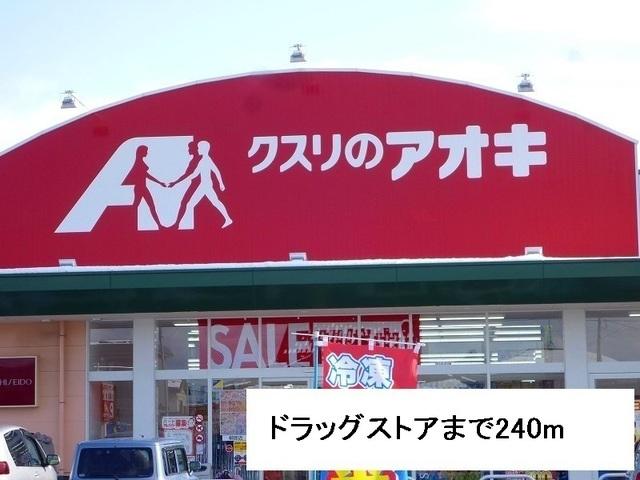 クスリのアオキ
SALE
冷凍
SHISEIDO
ドラッグストアまで240m